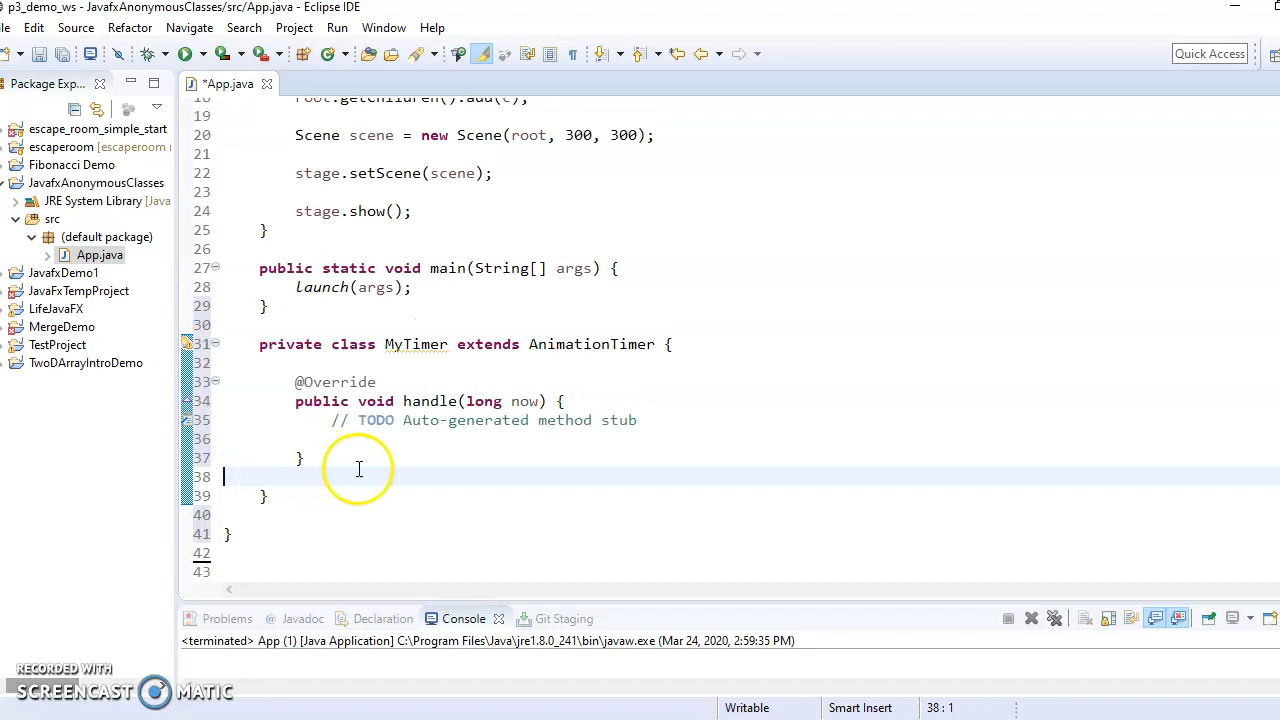 p3_demo_ws - JavafxAnonymousClasses/src/App.java - Eclipse IDE
File Edit Source Refactor Navigate Search Project Run Window Help
Quick Access
Package Exp...
*App.java
escape_room_simple_start
escaperoom [escaperoom
Fibonacci Demo
JavafxAnonymousClasses
JRE System Library [Java
src
(default package)
App.java
JavafxDemo1
JavaFxTempProject
LifeJavaFX
MergeDemo
TestProject
TwoDArrayIntroDemo
18 root.getChildren().add(c);
19
20 Scene scene = new Scene(root, 300, 300);
21
22 stage.setScene(scene);
23
24 stage.show();
25 }
26
27 public static void main(String[] args) {
28 launch(args);
29 }
30
31 private class MyTimer extends AnimationTimer {
32
33 @Override
34 public void handle(long now) {
35 // TODO Auto-generated method stub
36
37 }
38
39 }
40
41 }
42
43
Problems Javadoc Declaration Console Git Staging
<terminated> App (1) [Java Application] C:\Program Files\Java\jre1.8.0_241\bin\javaw.exe (Mar 24, 2020, 2:59:35 PM)
RECORDED WITH
SCREENCAST MATIC
Writable Smart Insert 38 : 1